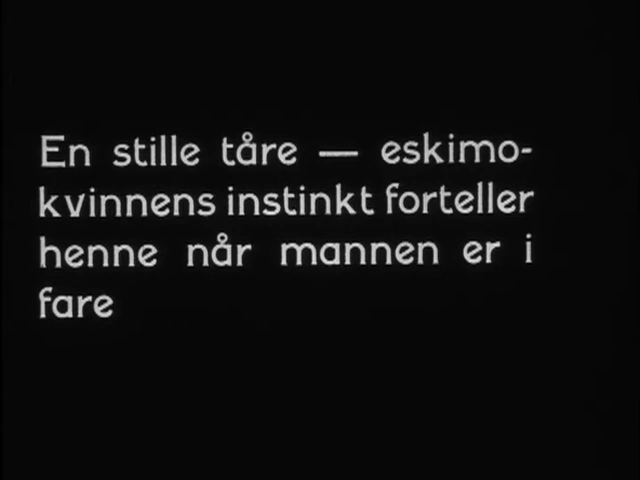 En stille tåre — eskimo-
kvinnens instinkt forteller
henne når mannen er i
fare